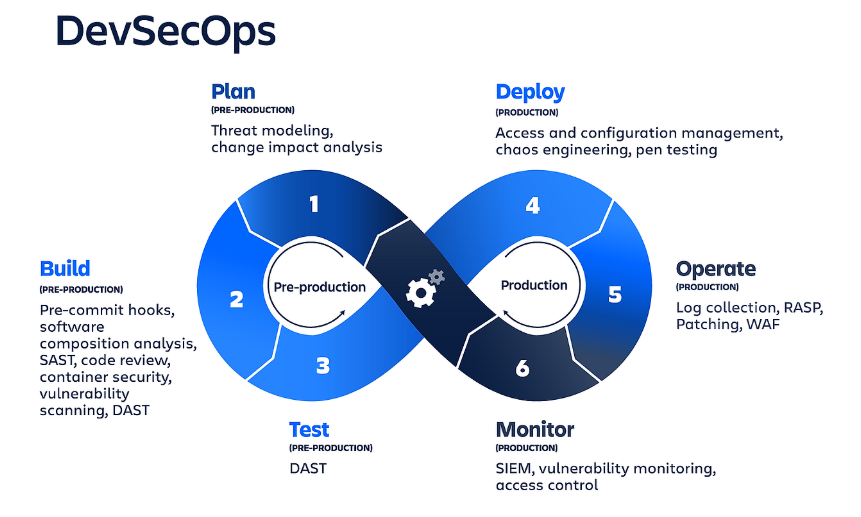 DevSecOps
Plan
(PRE-PRODUCTION)
Threat modeling,
change impact analysis
Deploy
(PRODUCTION)
Access and configuration management,
chaos engineering, pen testing
1
4
Build
(PRE-PRODUCTION)
Pre-commit hooks,
software
composition analysis,
SAST, code review,
container security,
vulnerability
scanning, DAST
2
Pre-production
Production
5
Operate
(PRODUCTION)
Log collection, RASP,
Patching, WAF
3
6
Test
(PRE-PRODUCTION)
DAST
Monitor
(PRODUCTION)
SIEM, vulnerability monitoring,
access control